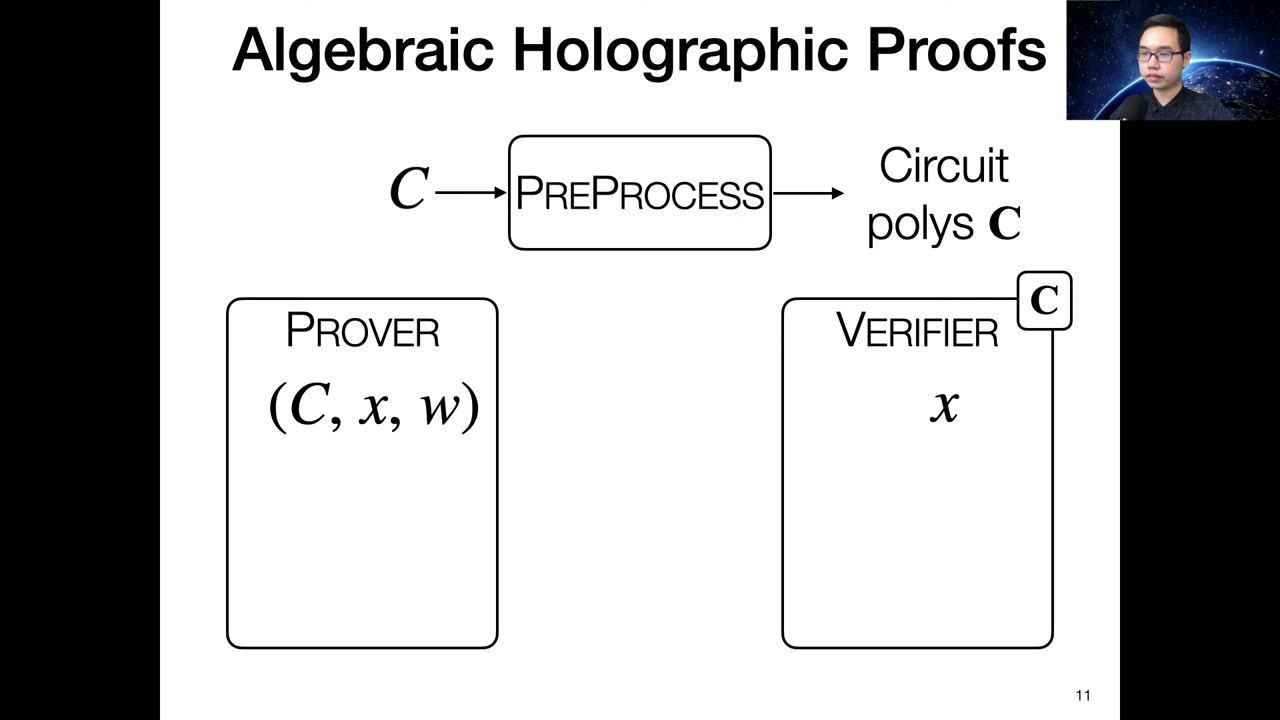 Algebraic Holographic Proofs
C
PREPROCESS
Circuit
polys C
C
PROVER
VERIFIER
(C, x, w)
x
11